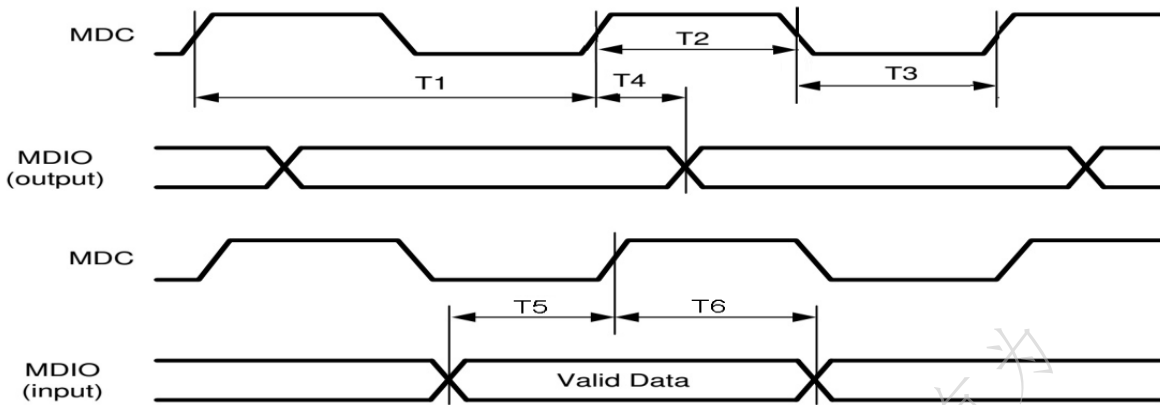 MDC
T2
T3
T1
T4
MDIO
(output)
MDC
T5
T6
MDIO
(input)
Valid Data